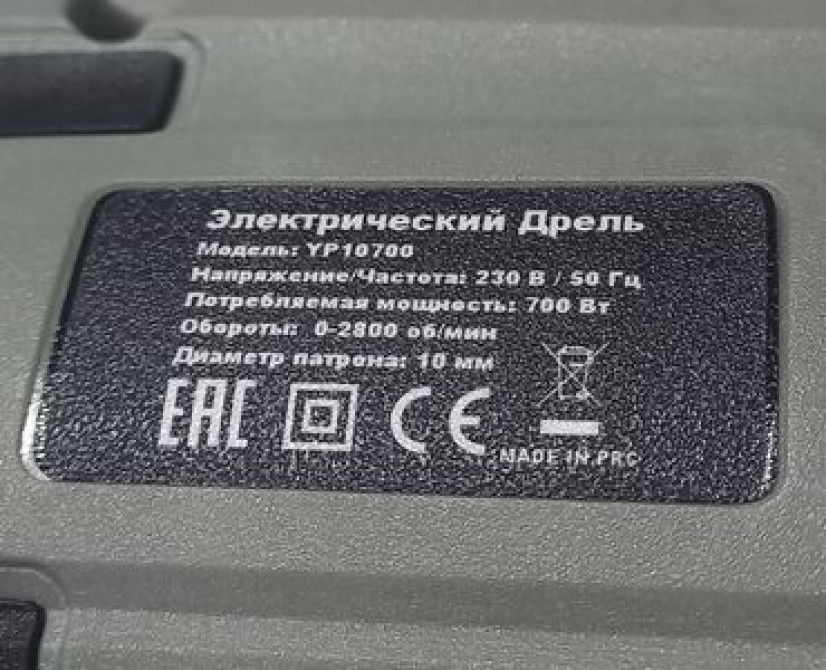 Электрический Дрель
Модель: YP10700
Напряжение/Частота: 230 В / 50 Гц
Потребляемая мощность: 700 Вт
Обороты: 0-2800 об/мин
Диаметр патрона: 10 мм
EAC CE
MADE IN PRC